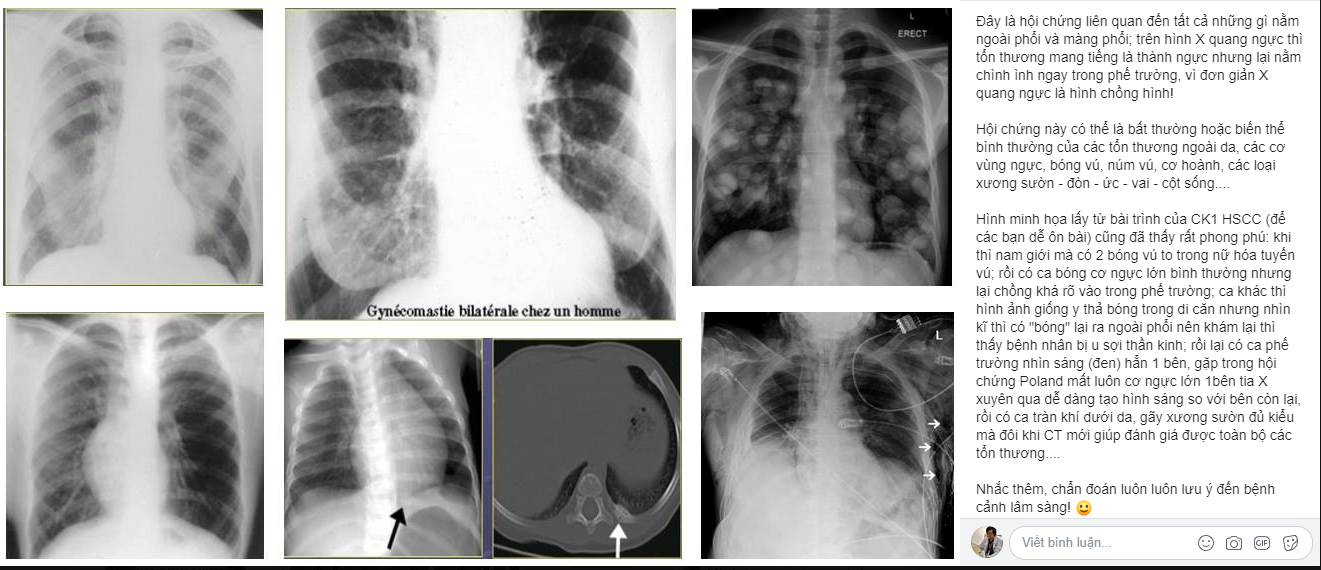 L
ERECT
Gynécomastie bilatérale chez un homme
L
Đây là hội chứng liên quan đến tất cả những gì nằm
ngoài phổi và màng phổi; trên hình X quang ngực thì
tổn thương mang tiếng là thành ngực nhưng lại nằm
chình ình ngay trong phế trường, vì đơn giản X
quang ngực là hình chồng hình!
Hội chứng này có thể là bất thường hoặc biến thể
bình thường của các tổn thương ngoài da, các cơ
vùng ngực, bóng vú, núm vú, cơ hoành, các loại
xương sườn - đòn - ức - vai - cột sống....
Hình minh họa lấy từ bài trình của CK1 HSCC (để
các bạn dễ ôn bài) cũng đã thấy rất phong phú: khi
thì nam giới mà có 2 bóng vú to trong nữ hóa tuyến
vú; rồi có ca bóng cơ ngực lớn bình thường nhưng
lại chồng khá rõ vào trong phế trường; ca khác thì
hình ảnh giống y thả bóng trong di căn nhưng nhìn
kĩ thì có "bóng" lại ra ngoài phổi nên khám lại thì
thấy bệnh nhân bị u sợi thần kinh; rồi lại có ca phế
trường nhìn sáng (đen) hẳn 1 bên, gặp trong hội
chứng Poland mất luôn cơ ngực lớn 1bên tia X
xuyên qua dễ dàng tạo hình sáng so với bên còn lại,
rồi có ca tràn khí dưới da, gãy xương sườn đủ kiểu
mà đôi khi CT mới giúp đánh giá được toàn bộ các
tổn thương....
Nhắc thêm, chẩn đoán luôn luôn lưu ý đến bệnh
cảnh lâm sàng!
Viết bình luận...
GIF